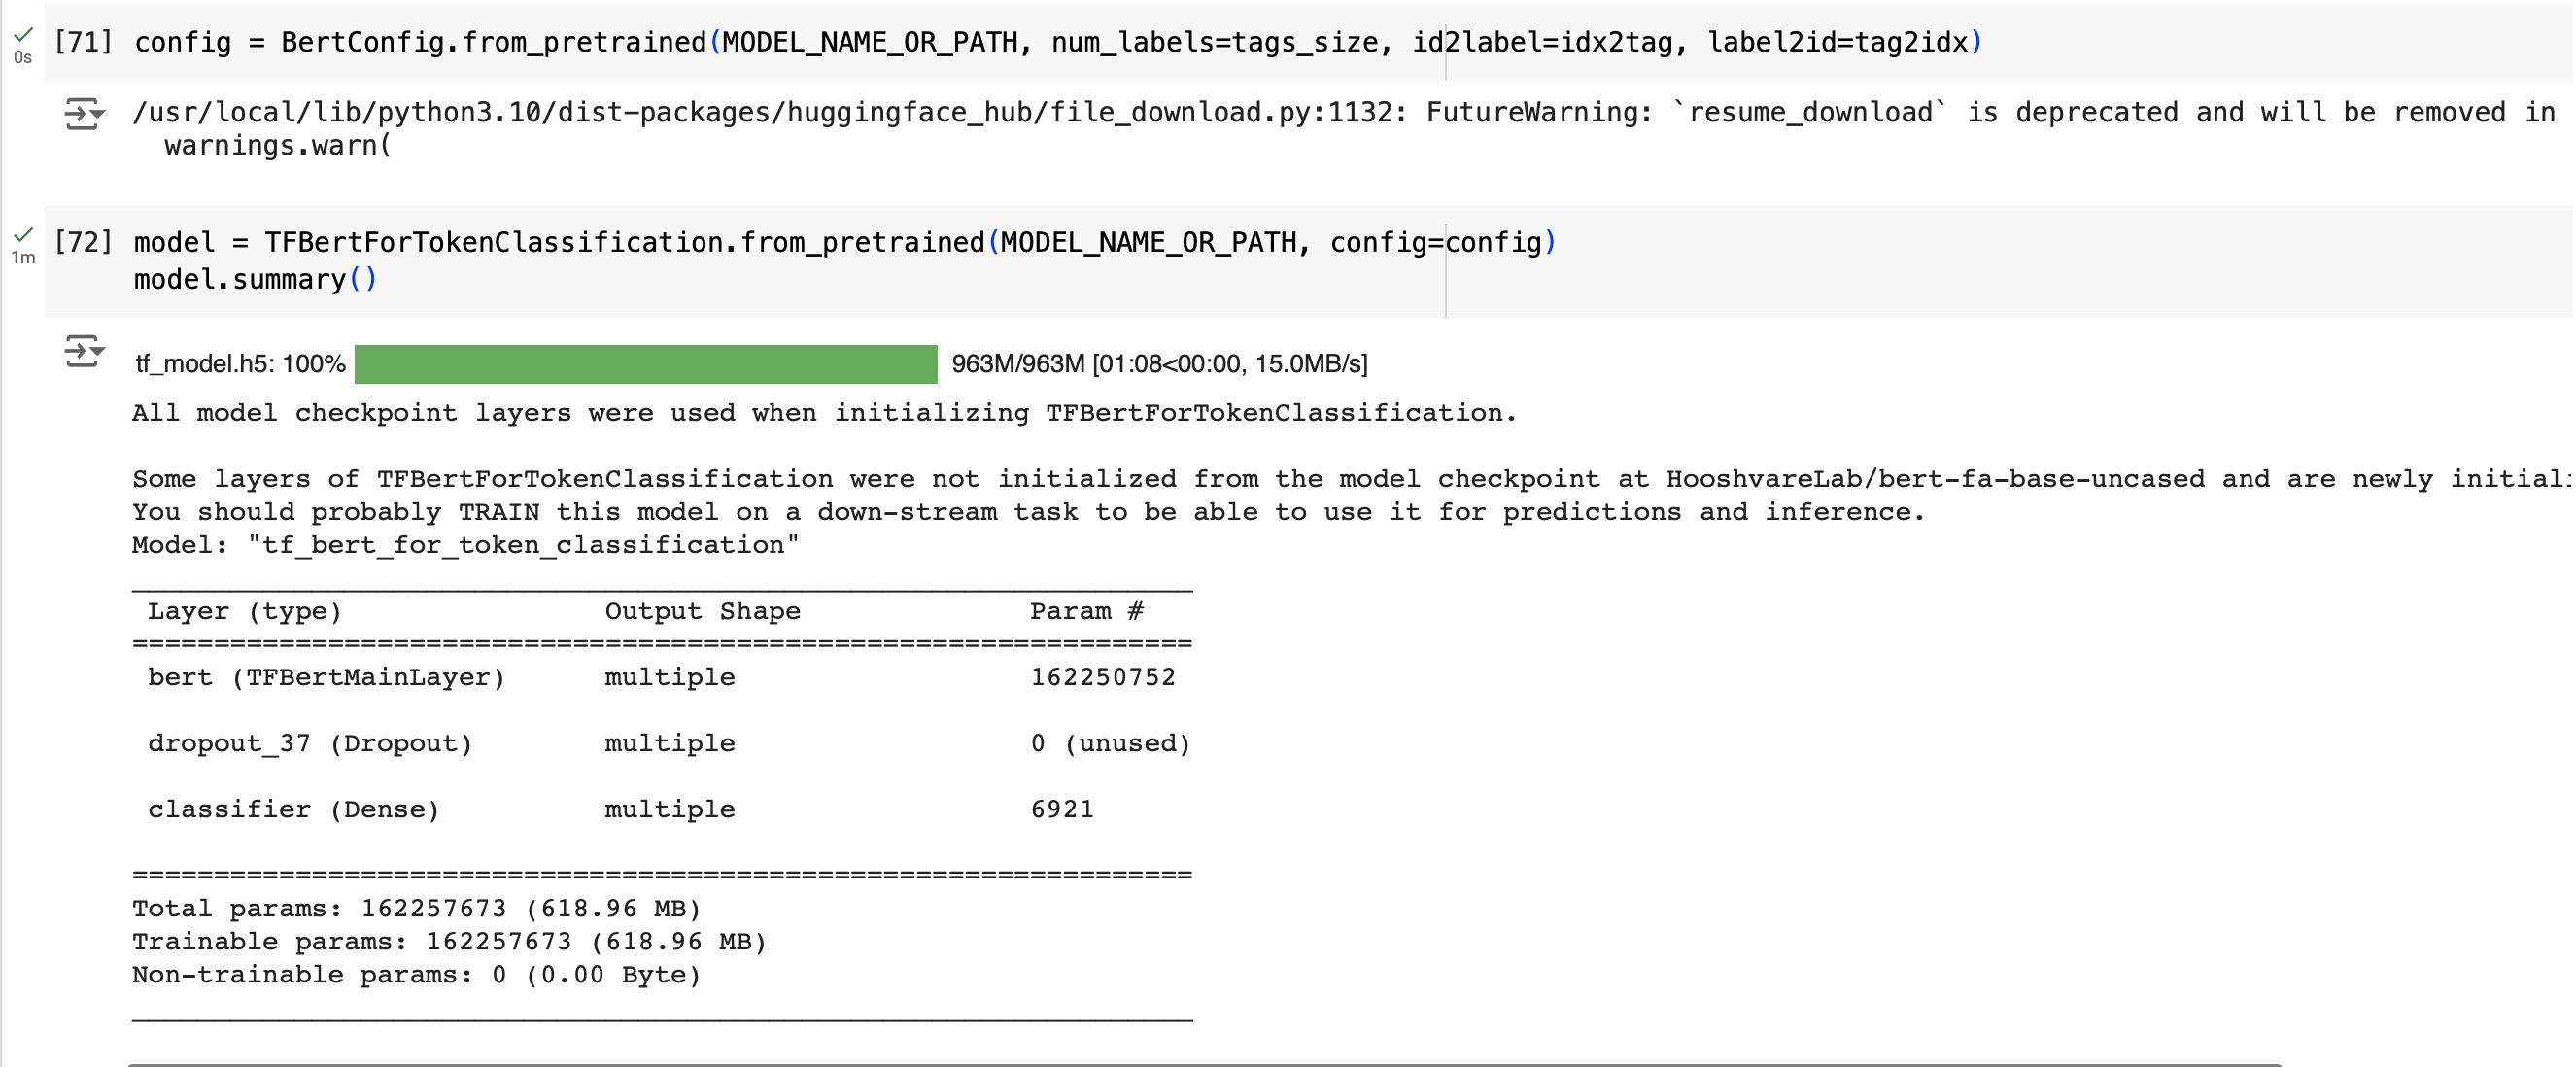 [71] config = BertConfig.from_pretrained(MODEL_NAME_OR_PATH, num_labels=tags_size, id2label=idx2tag, label2id=tag2idx)
0s
/usr/local/lib/python3.10/dist-packages/huggingface_hub/file_download.py:1132: FutureWarning: `resume_download` is deprecated and will be removed in
warnings.warn(
[72] model = TFBertForTokenClassification.from_pretrained(MODEL_NAME_OR_PATH, config=config)
1m
model.summary()
tf_model.h5: 100% 963M/963M [01:08<00:00, 15.0MB/s]
All model checkpoint layers were used when initializing TFBertForTokenClassification.
Some layers of TFBertForTokenClassification were not initialized from the model checkpoint at HooshvareLab/bert-fa-base-uncased and are newly
You should probably TRAIN this model on a down-stream task to be able to use it for predictions and inference.
Model: "tf_bert_for_token_classification"
Layer (type) Output Shape Param #
=================================================================
bert (TFBertMainLayer) multiple 162250752
dropout_37 (Dropout) multiple 0 (unused)
classifier (Dense) multiple 6921
=================================================================
Total params: 162257673 (618.96 MB)
Trainable params: 162257673 (618.96 MB)
Non-trainable params: 0 (0.00 Byte)